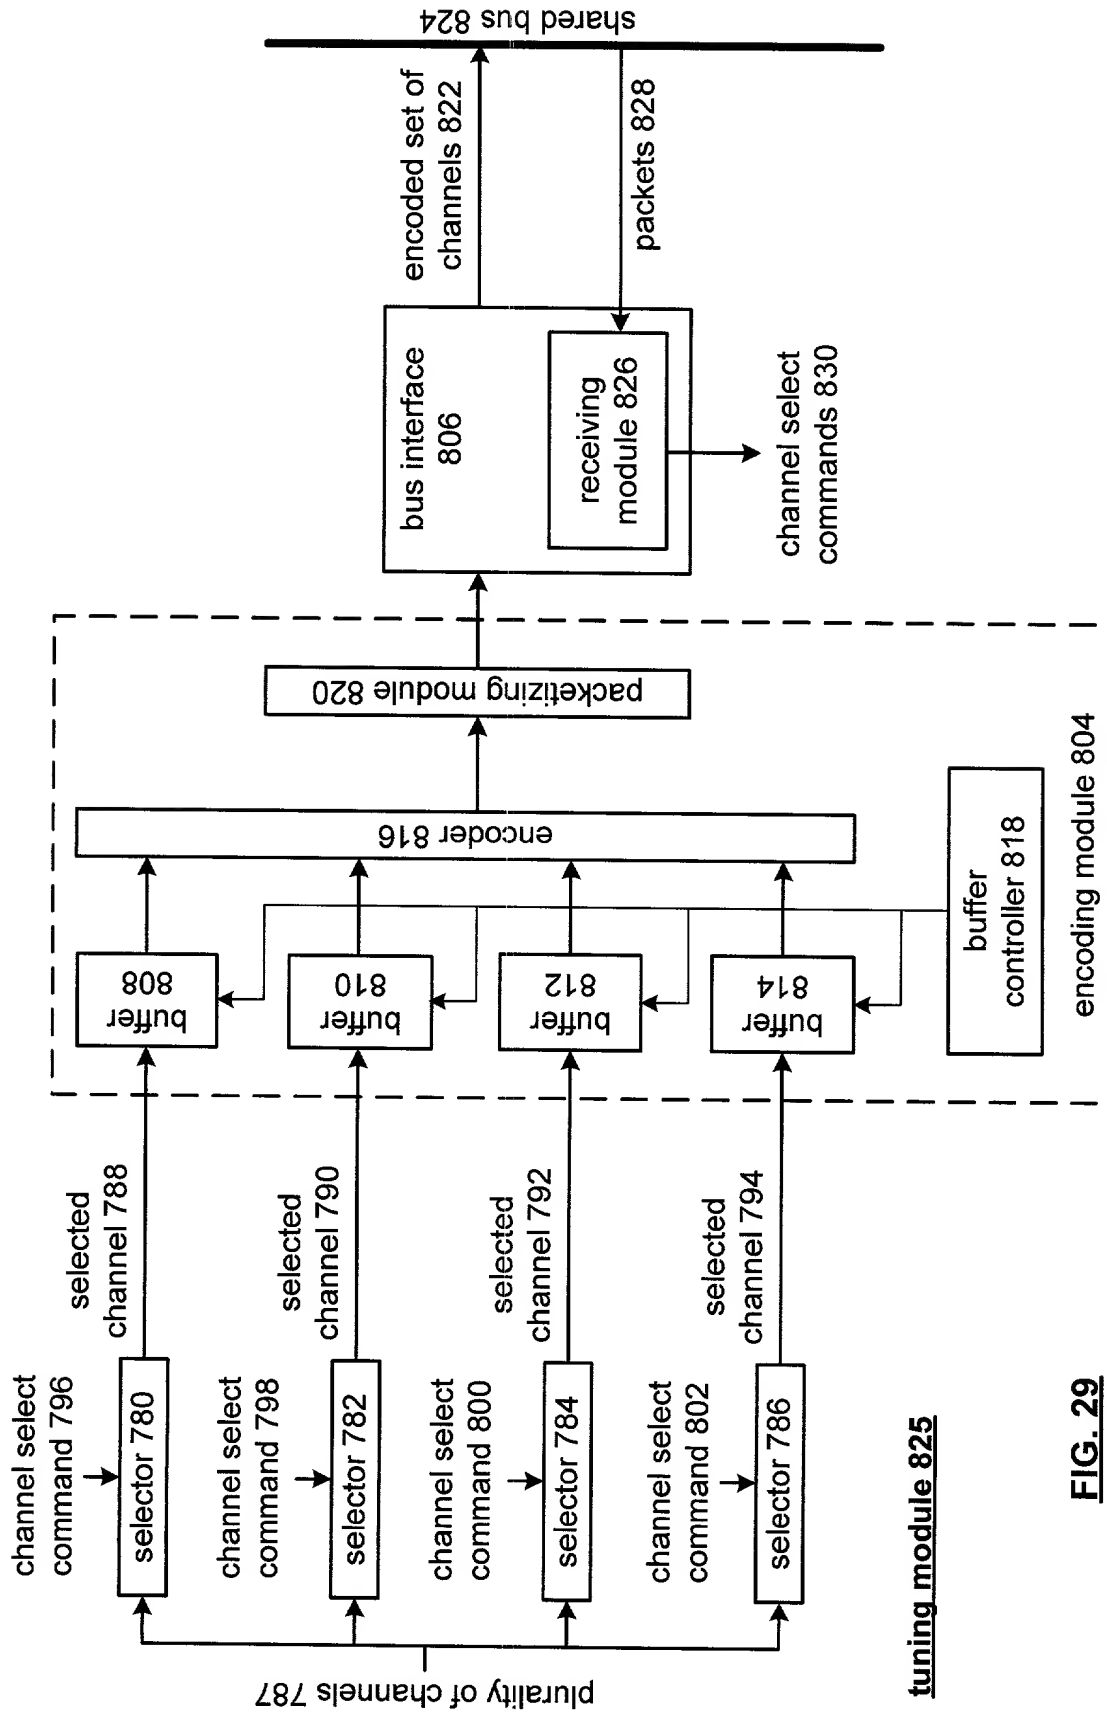 plurality of channels 787
channel select
command 796
selector 780
selected
channel 788
channel select
command 798
selector 782
selected
channel 790
channel select
command 800
selector 784
selected
channel 792
channel select
command 802
selector 786
selected
channel 794
buffer
808
buffer
810
buffer
812
buffer
814
encoder 816
buffer
controller 818
packetizing module 820
encoding module 804
bus interface
806
receiving
module 826
channel select
commands 830
encoded set of
channels 822
packets 828
shared bus 824
tuning module 825
FIG. 29